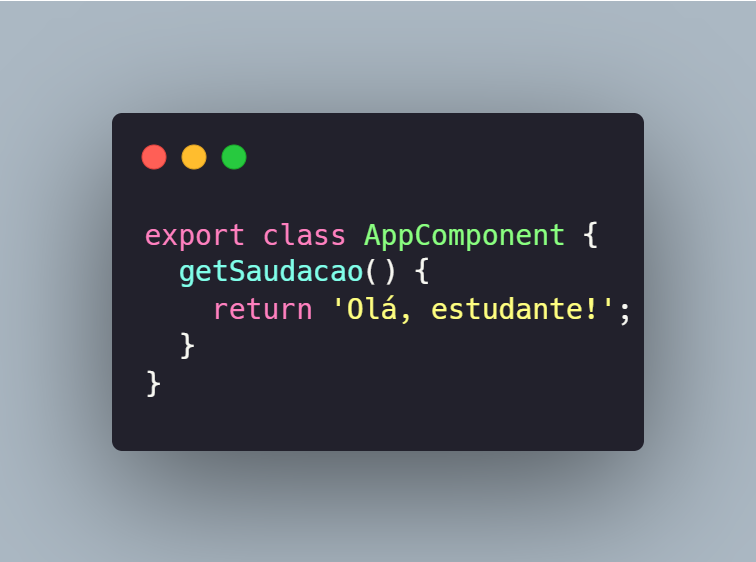 export class AppComponent {
  getSaudacao() {
    return 'Olá, estudante!';
  }
}